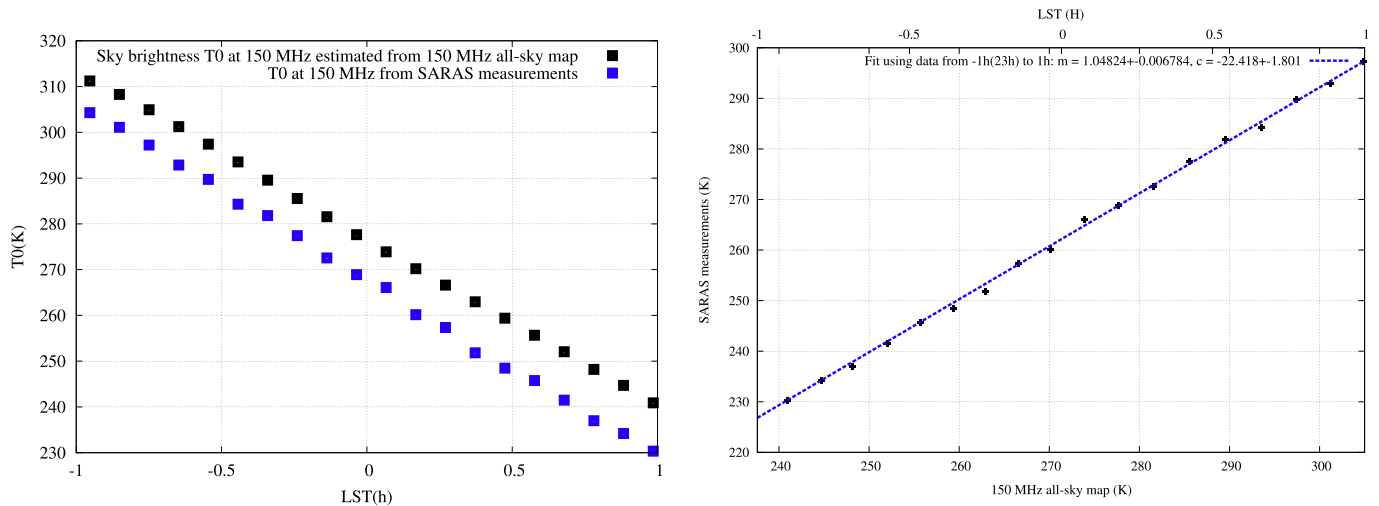 320
310
300
290
280
270
260
250
240
230
T0(K)
Sky brightness T0 at 150 MHz estimated from 150 MHz all-sky map
T0 at 150 MHz from SARAS measurements
-1 -0.5 0 0.5 1
LST(h)
LST (H)
-1 -0.5 0 0.5 1
300
290
280
270
260
250
240
230
220
SARAS measurements (K)
Fit using data from -1h(23h) to 1h: m = 1.04824+-0.006784, c = -22.418+-1.801
240 250 260 270 280 290 300
150 MHz all-sky map (K)